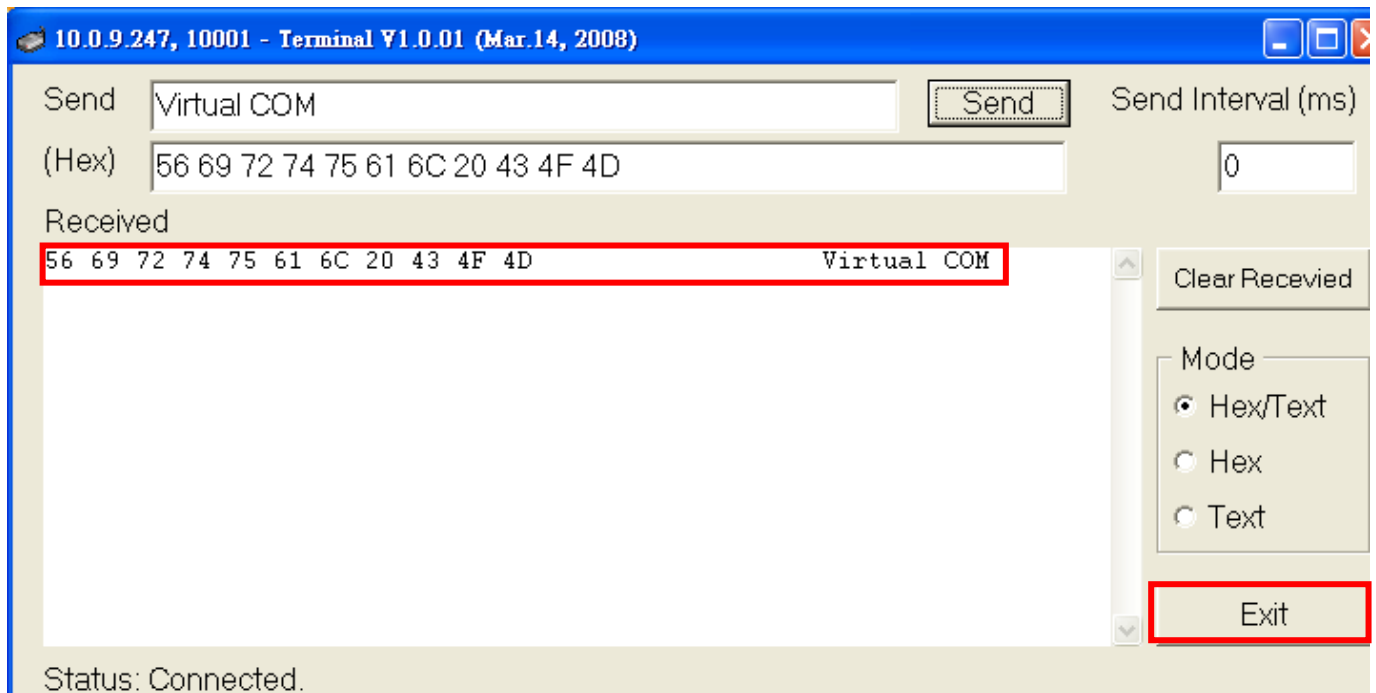 10.0.9.247, 10001 - Terminal V1.0.01 (Mar.14, 2008)
Send Virtual COM Send Send Interval (ms)
(Hex) 56 69 72 74 75 61 6C 20 43 4F 4D 0
Received
56 69 72 74 75 61 6C 20 43 4F 4D Virtual COM
Clear Recevied
Mode
Hex/Text
Hex
Text
Exit
Status: Connected.